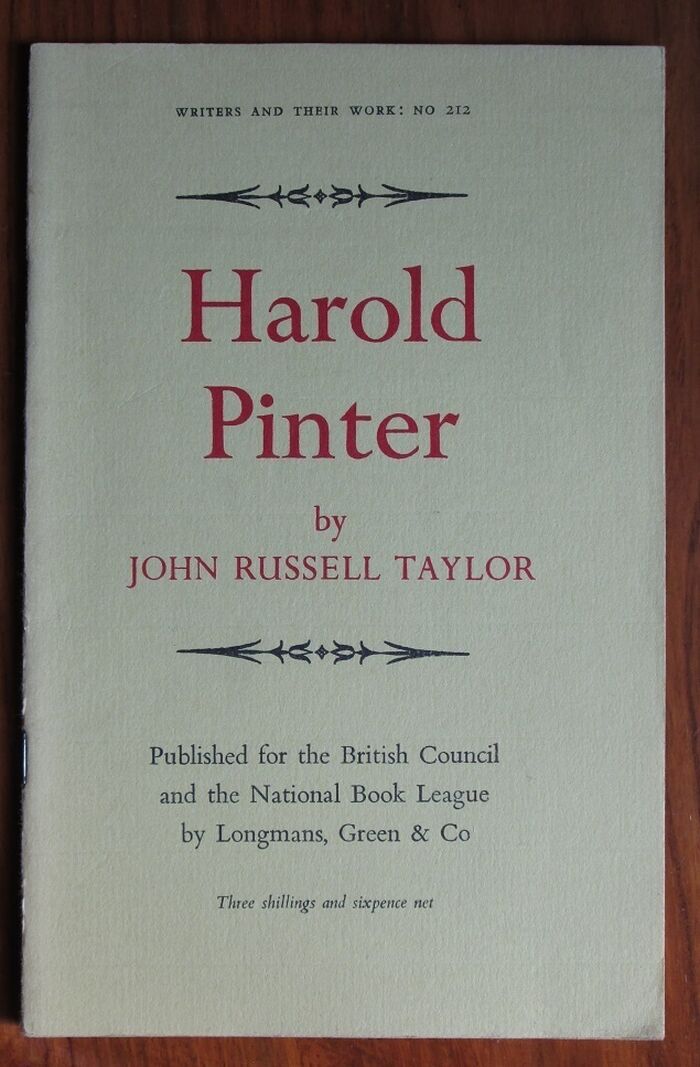 WRITERS AND THEIR WORK: NO 212
Harold
Pinter
by
JOHN RUSSELL TAYLOR
Published for the British Council
and the National Book League
by Longmans, Green & Co
Three shillings and sixpence net